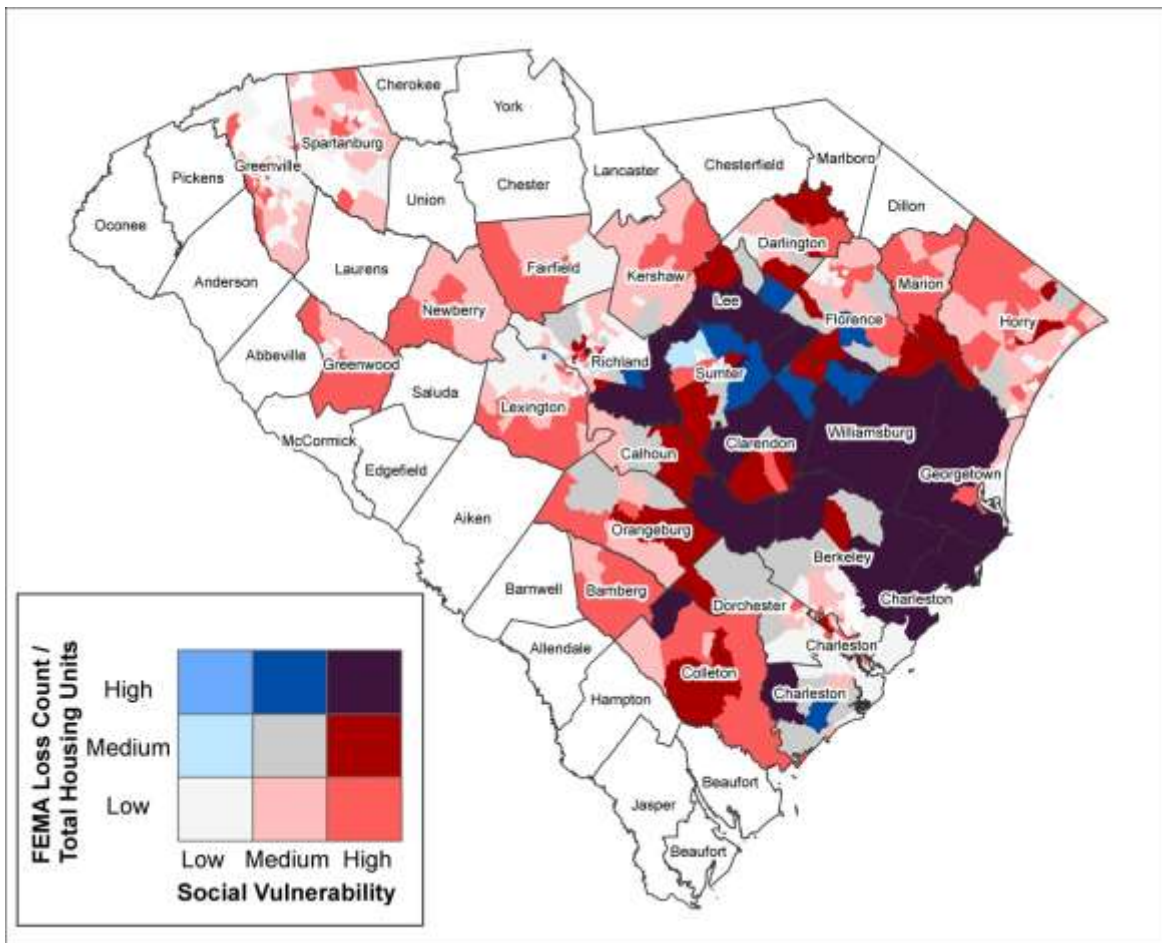 Cherokee
York
Spartanburg
Greenville
Pickens
Oconee
Union
Chester
Lancaster
Chesterfield
Marlboro
Dillon
Darlington
Anderson
Laurens
Fairfield
Kershaw
Marion
Lee
Newberry
Florence
Horry
Abbeville
Greenwood
Richland
Sumter
Saluda
Lexington
McCormick
Clarendon
Williamsburg
Calhoun
Edgefield
Georgetown
Aiken
Orangeburg
Berkeley
Barnwell
Bamberg
Dorchester
Charleston
Allendale
Charleston
Colleton
Charleston
Hampton
Beaufort
Jasper
Beaufort
FEMA Loss Count /
Total Housing Units
High
Medium
Low
Low Medium High
Social Vulnerability